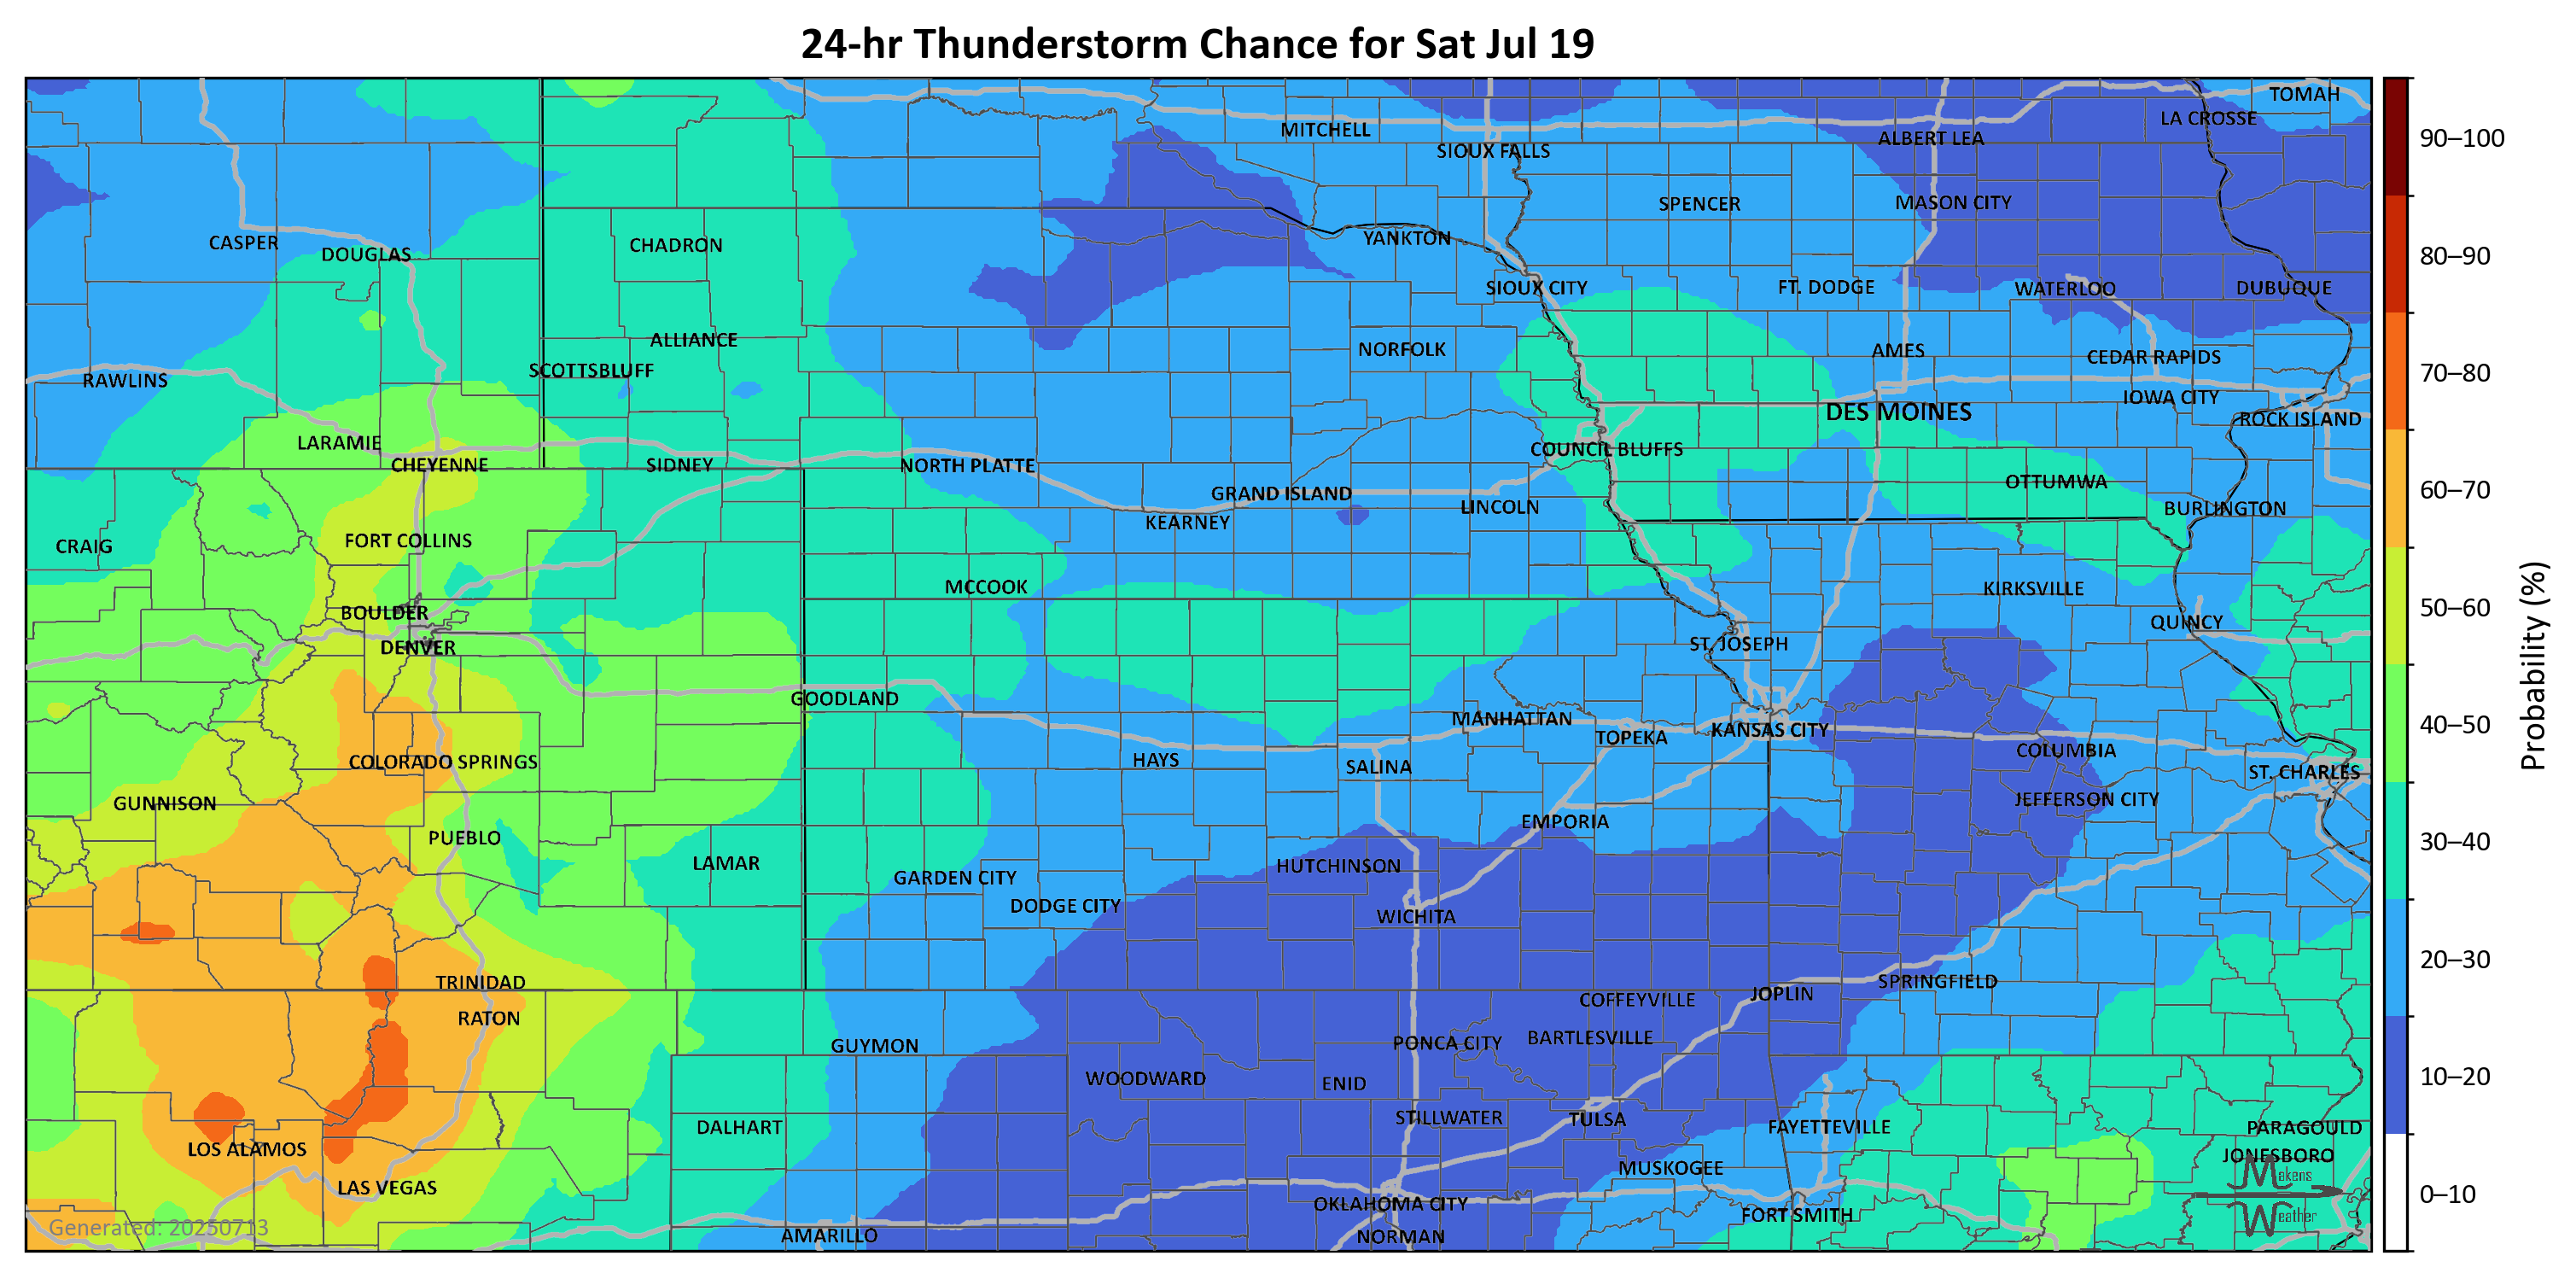 24-hr Thunderstorm Chance for Sat Jul 19
TOMAH
LA CROSSE
MITCHELL
ALBERT LEA
90–100
SIOUX FALLS
SPENCER
MASON CITY
CASPER
DOUGLAS
CHADRON
YANKTON
80–90
SIOUX CITY
FT. DODGE
WATERLOO
DUBUQUE
ALLIANCE
NORFOLK
AMES
CEDAR RAPIDS
RAWLINS
SCOTTSBLUFF
70–80
IOWA CITY
DES MOINES
ROCK ISLAND
LARAMIE
COUNCIL BLUFFS
CHEYENNE
SIDNEY
NORTH PLATTE
OTTUMWA
60–70
GRAND ISLAND
LINCOLN
BURLINGTON
KEARNEY
CRAIG
FORT COLLINS
MCCOOK
KIRKSVILLE
50–60
BOULDER
QUINCY
DENVER
ST. JOSEPH
Probability (%)
GOODLAND
MANHATTAN
TOPEKA
KANSAS CITY
40–50
COLUMBIA
COLORADO SPRINGS
HAYS
SALINA
ST. CHARLES
GUNNISON
JEFFERSON CITY
PUEBLO
EMPORIA
30–40
LAMAR
GARDEN CITY
HUTCHINSON
DODGE CITY
WICHITA
20–30
TRINIDAD
SPRINGFIELD
RATON
COFFEYVILLE
JOPLIN
GUYMON
PONCA CITY
BARTLESVILLE
WOODWARD
ENID
10–20
DALHART
STILLWATER
TULSA
FAYETTEVILLE
PARAGOULD
LOS ALAMOS
JONESBORO
MUSKOGEE
Makens
LAS VEGAS
OKLAHOMA CITY
0–10
FORT SMITH
Weather
Generated: 20250713
AMARILLO
NORMAN